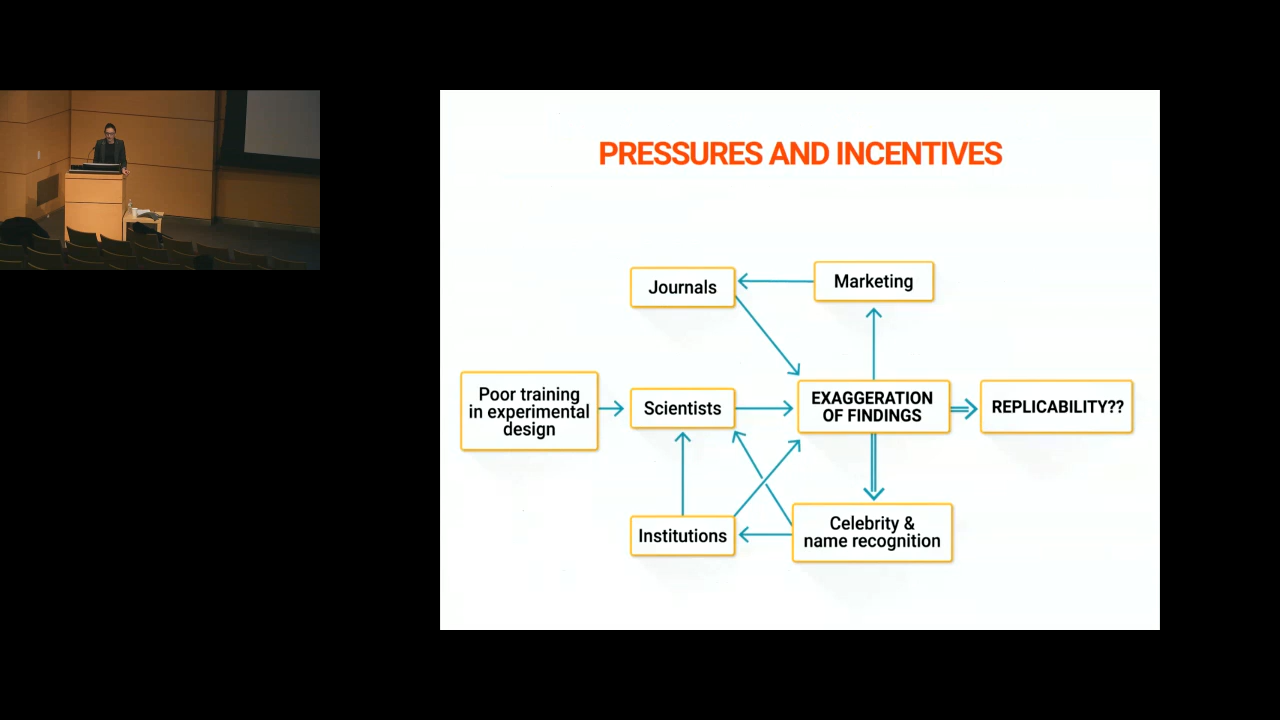 PRESSURES AND INCENTIVES
Journals
Marketing
Poor training
in experimental
design
Scientists
EXAGGERATION
OF FINDINGS
REPLICABILITY??
Institutions
Celebrity &
name recognition